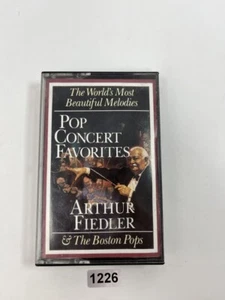 The World's Most
Beautiful Melodies
POP
CONCERT
FAVORITES
ARTHUR
FIEDLER
& The Boston Pops
1226